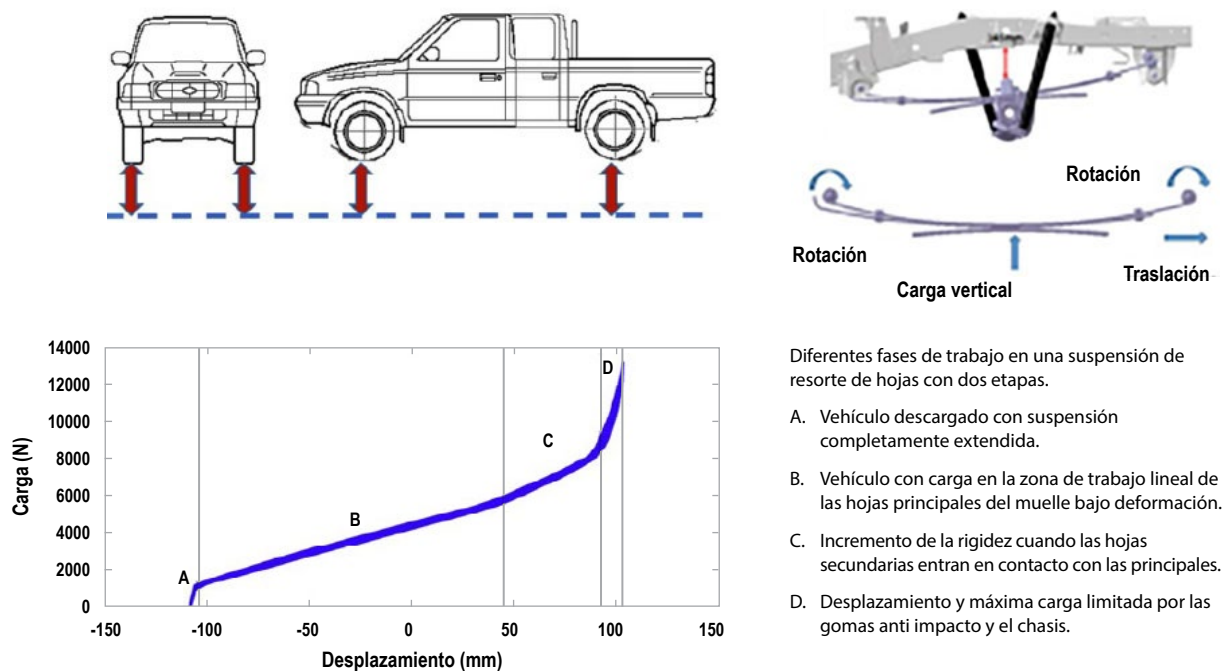 Rotación
Rotación
Carga vertical
Traslación
14000
12000
10000
8000
6000
4000
2000
0
-150
-100
-50
0
50
100
150
Carga (N)
Desplazamiento (mm)
A
B
C
D
Diferentes fases de trabajo en una suspensión de
resorte de hojas con dos etapas.
A. Vehículo descargado con suspensión
completamente extendida.
B. Vehículo con carga en la zona de trabajo lineal de
las hojas principales del muelle bajo deformación.
C. Incremento de la rigidez cuando las hojas
secundarias entran en contacto con las principales.
D. Desplazamiento y máxima carga limitada por las
gomas anti impacto y el chasis.